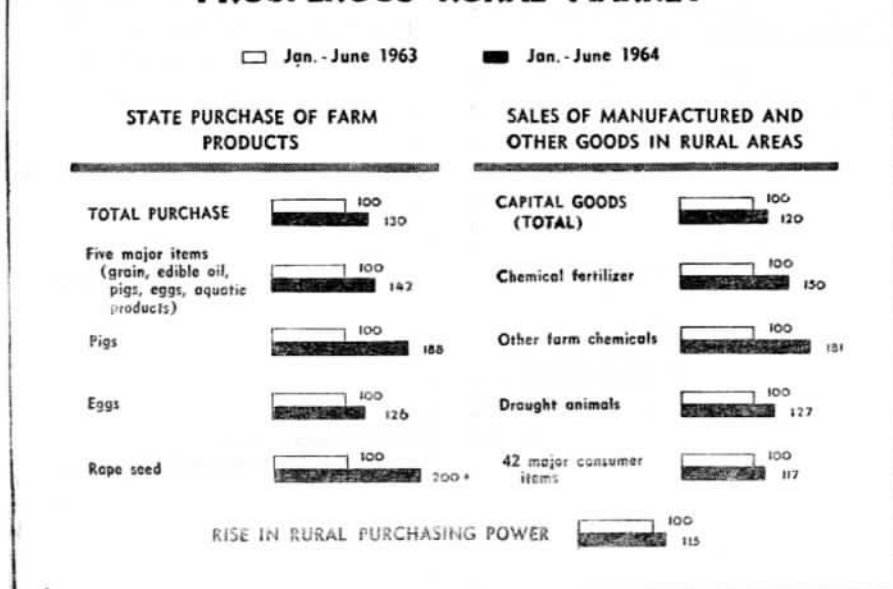 PROSPEROUS RURAL MARKET
Jan. - June 1963 Jan. - June 1964
STATE PURCHASE OF FARM
PRODUCTS
TOTAL PURCHASE 100
130
Five major items
(grain, edible oil, 100
pigs, eggs, aquatic 142
products)
Pigs 100
188
Eggs 100
126
Rape seed 100
200+
SALES OF MANUFACTURED AND
OTHER GOODS IN RURAL AREAS
CAPITAL GOODS 100
(TOTAL) 120
Chemical fertilizer 100
150
Other farm chemicals 100
181
Draught animals 100
127
42 major consumer 100
items 117
RISE IN RURAL PURCHASING POWER 100
115